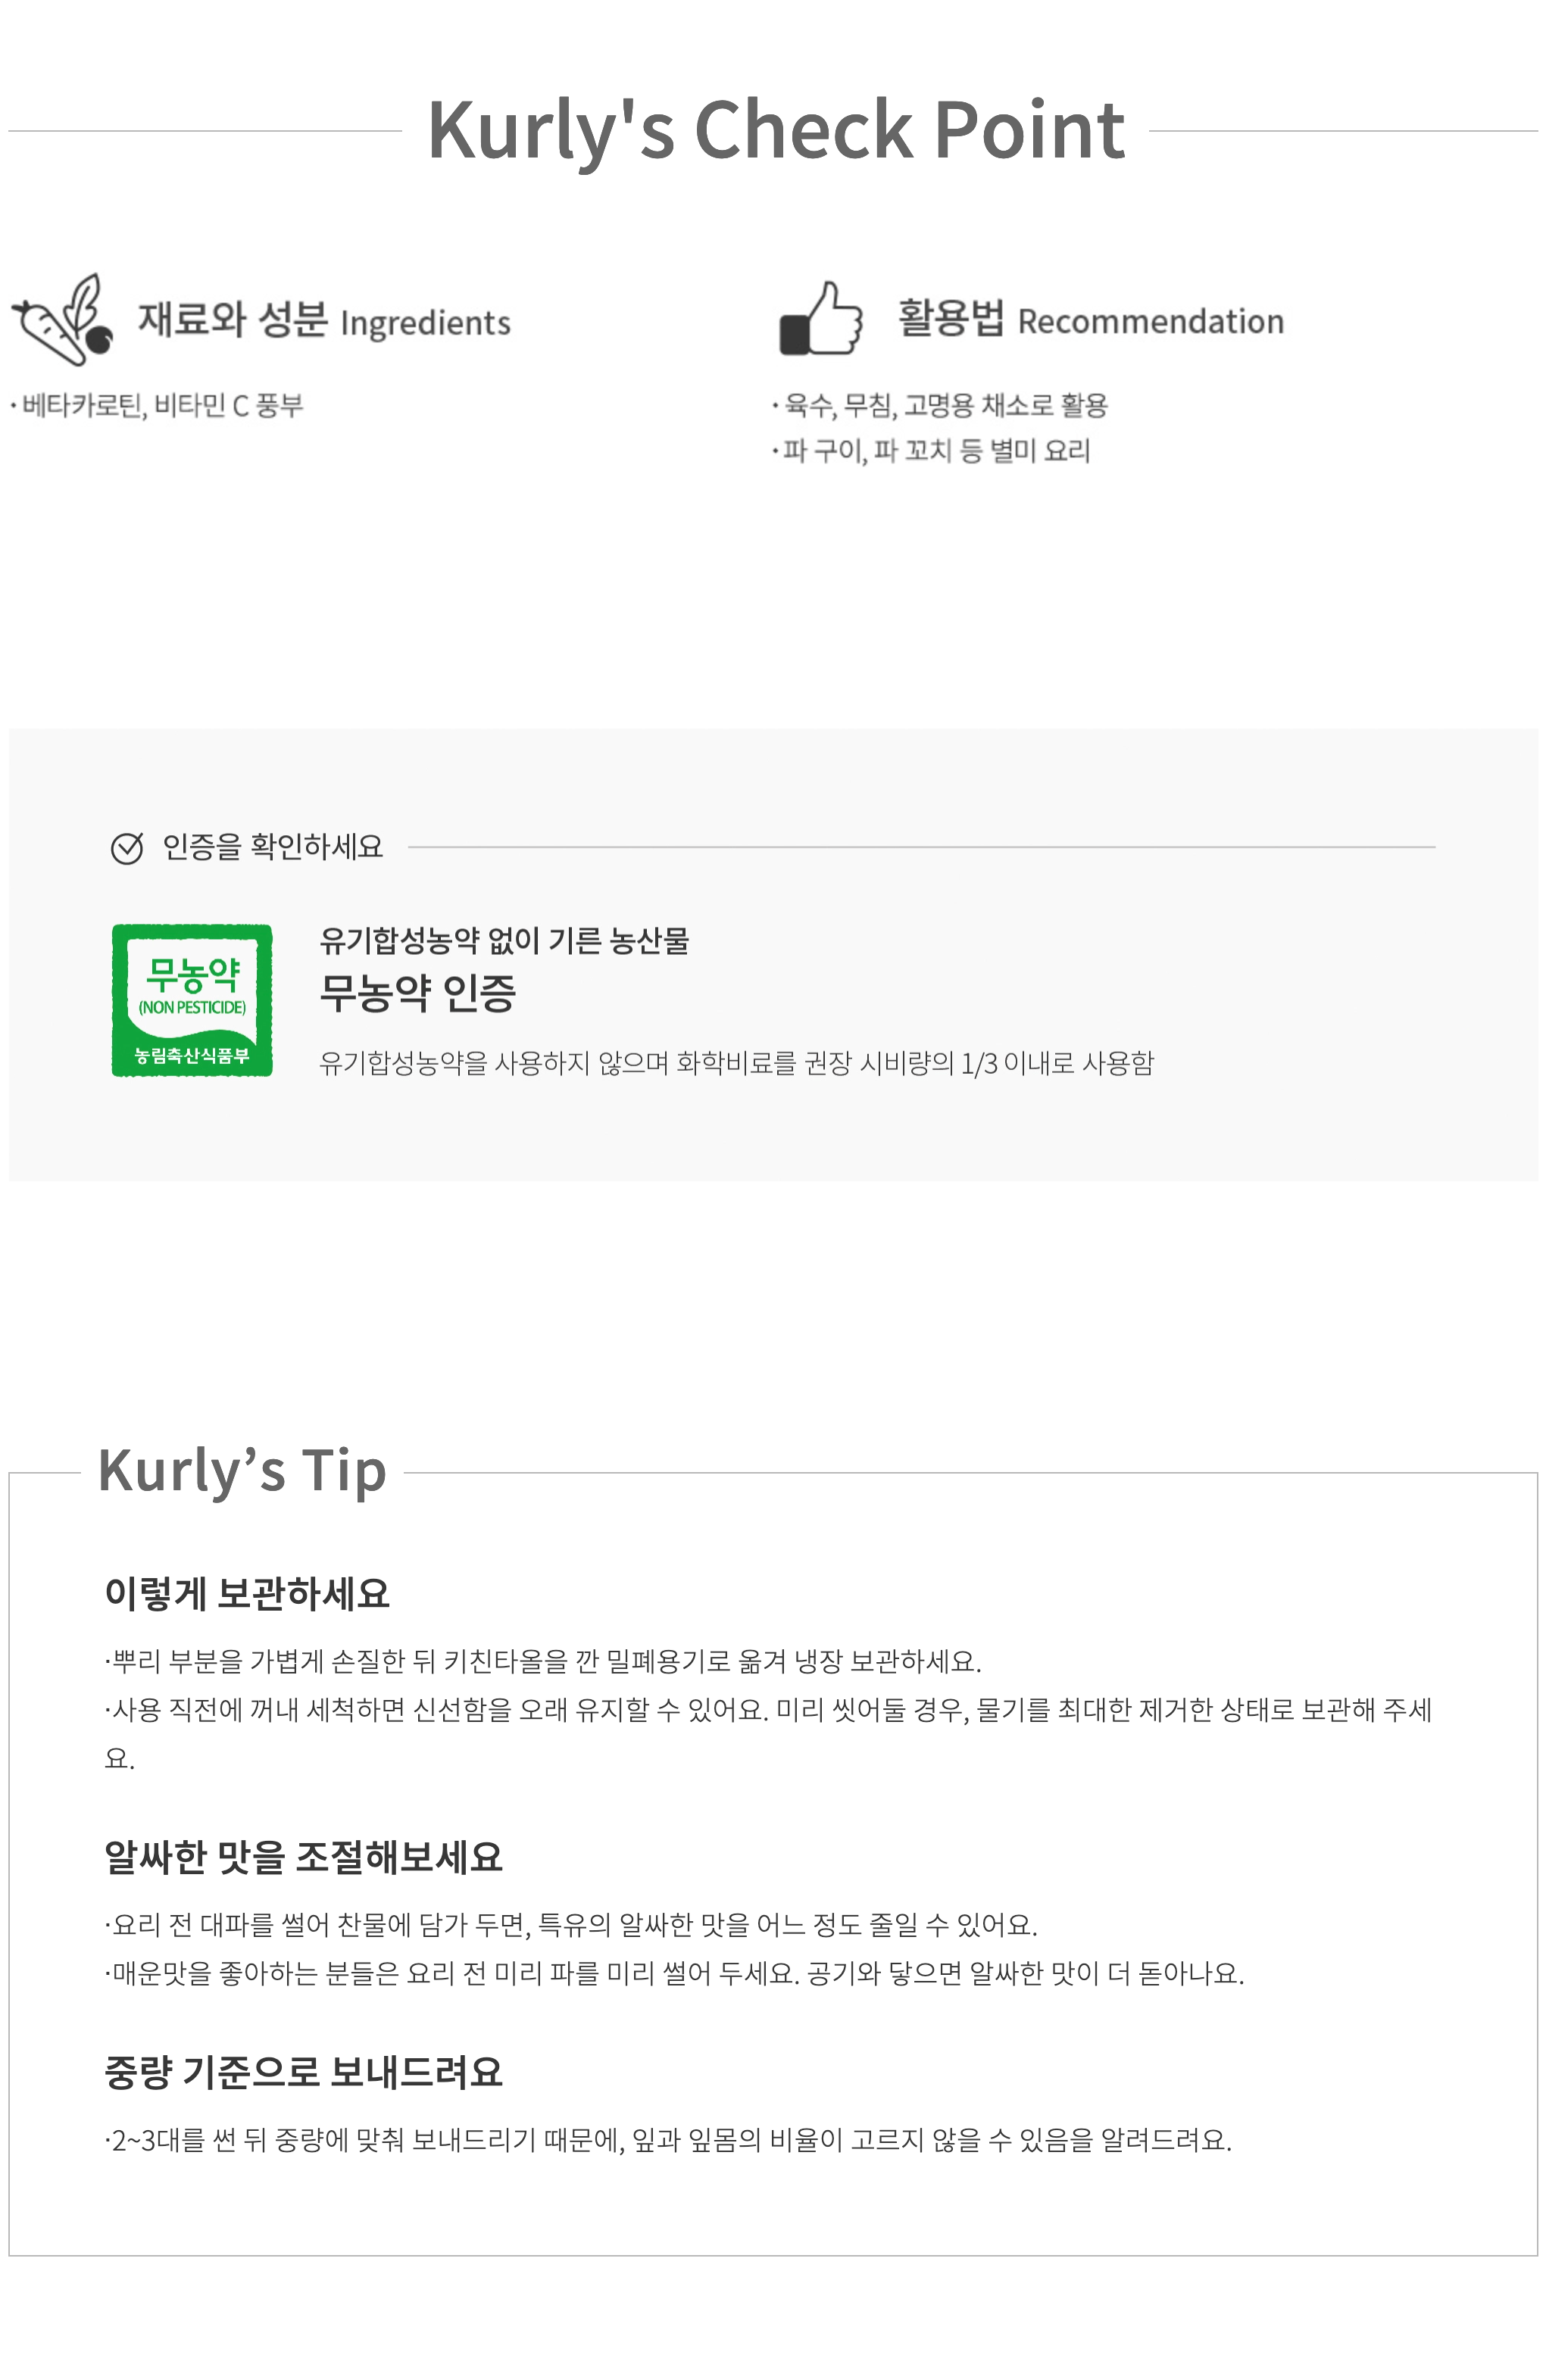 Kurly's Check Point
재료와 성분 Ingredients
· 베타카로틴, 비타민 C 풍부
활용법 Recommendation
· 육수, 무침, 고명용 채소로 활용
· 파 구이, 파 꼬치 등 별미 요리
인증을 확인하세요
무농약
(NON PESTICIDE)
농림축산식품부
유기합성농약 없이 기른 농산물
무농약 인증
유기합성농약을 사용하지 않으며 화학비료를 권장 시비량의 1/3 이내로 사용함
Kurly’s Tip
이렇게 보관하세요
·뿌리 부분을 가볍게 손질한 뒤 키친타올을 깐 밀폐용기로 옮겨 냉장 보관하세요.
·사용 직전에 꺼내 세척하면 신선함을 오래 유지할 수 있어요. 미리 씻어둘 경우, 물기를 최대한 제거한 상태로 보관해 주세
요.
알싸한 맛을 조절해보세요
·요리 전 대파를 썰어 찬물에 담가 두면, 특유의 알싸한 맛을 어느 정도 줄일 수 있어요.
·매운맛을 좋아하는 분들은 요리 전 미리 파를 미리 썰어 두세요. 공기와 닿으면 알싸한 맛이 더 돋아나요.
중량 기준으로 보내드려요
·2~3대를 썬 뒤 중량에 맞춰 보내드리기 때문에, 잎과 잎몸의 비율이 고르지 않을 수 있음을 알려드려요.